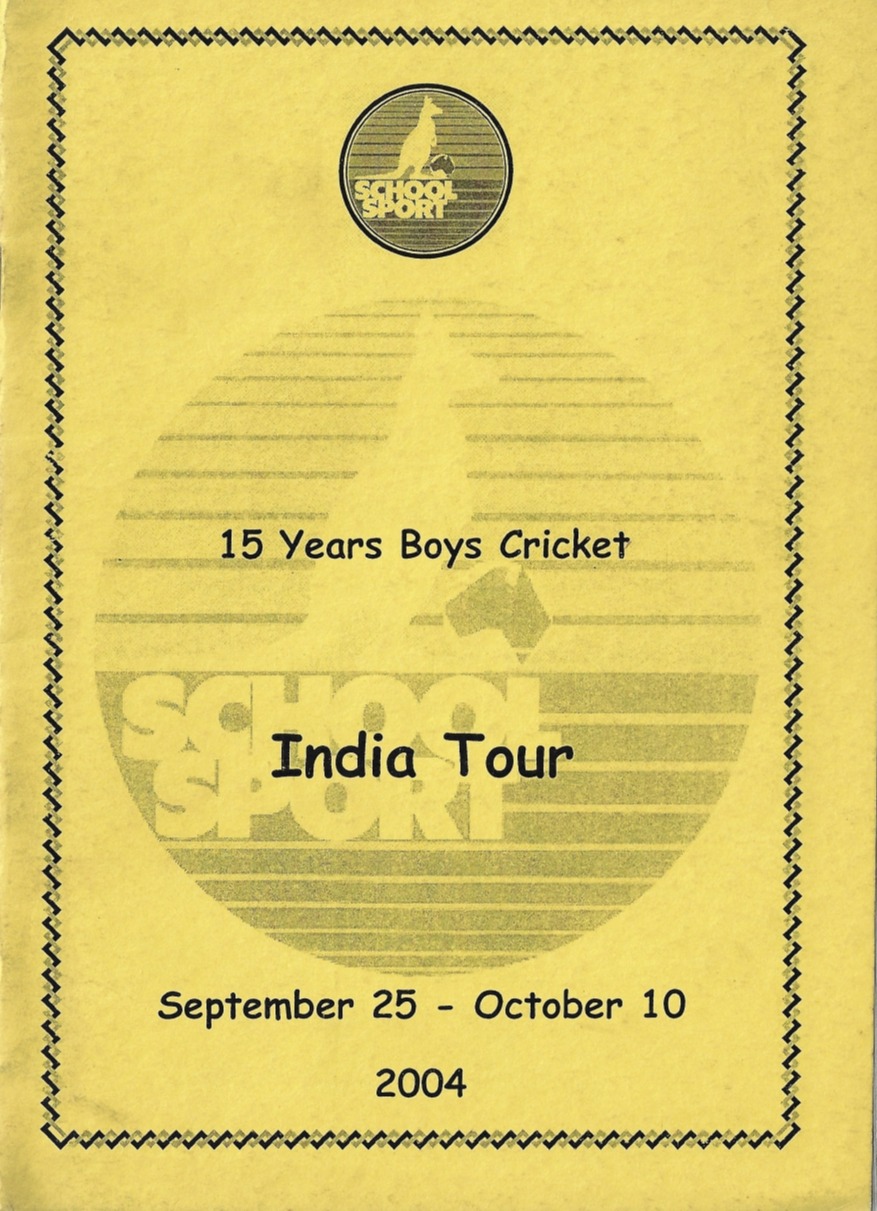 SCHOOL
SPORT
15 Years Boys Cricket
SCHOOL
India Tour
SPORT
September 25 - October 10
2004